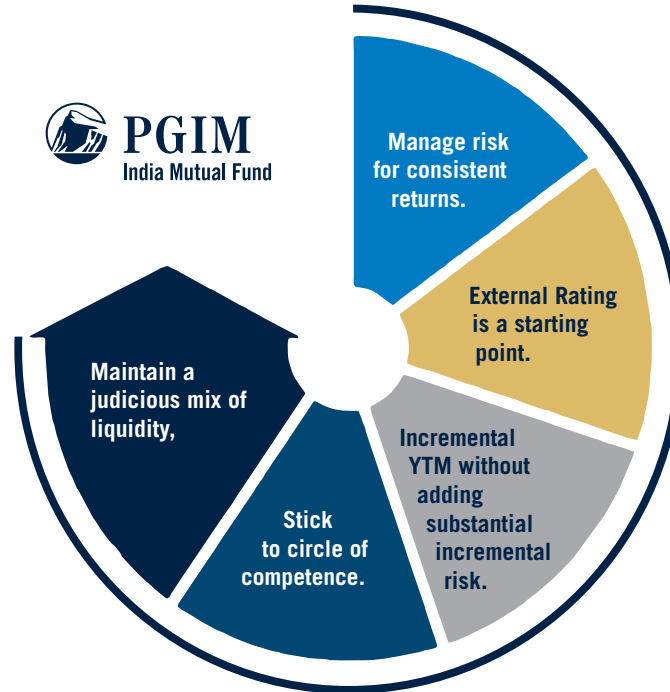 PGIM
India Mutual Fund
Manage risk
for consistent
returns.
External Rating
is a starting
point.
Incremental
YTM without
adding
substantial
incremental
risk.
Stick
to circle of
competence.
Maintain a
judicious mix of
liquidity,